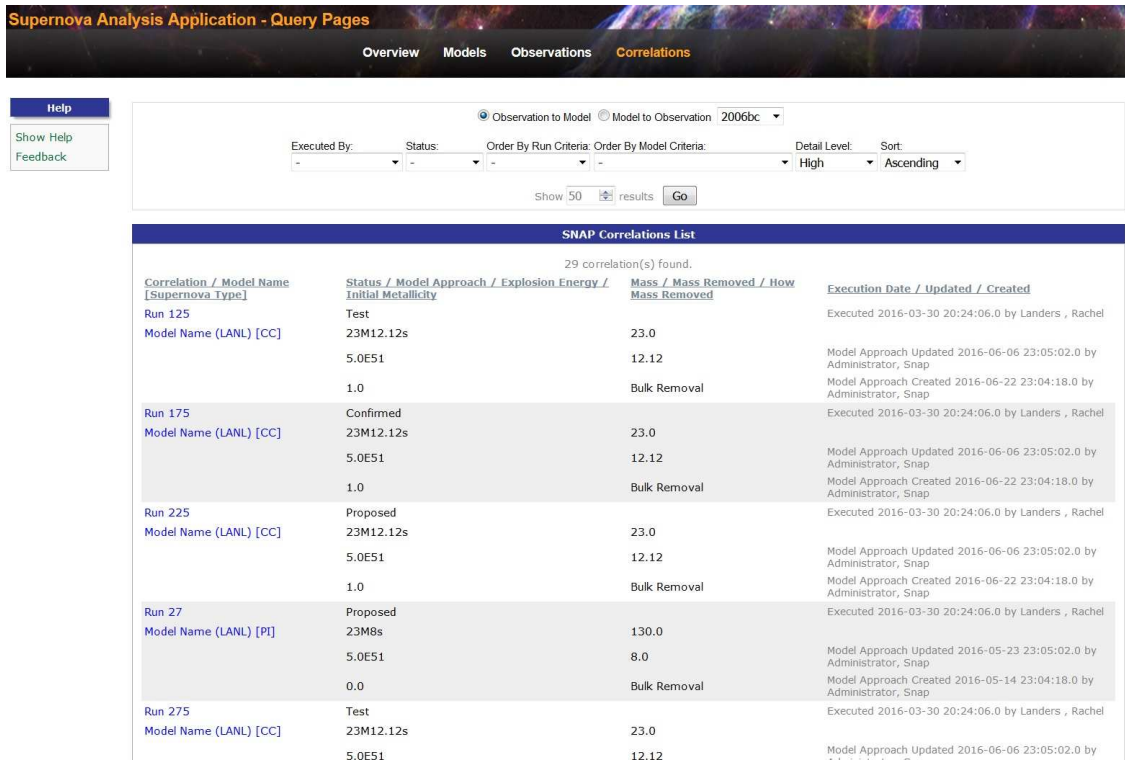 Supernova Analysis Application - Query Pages
Overview Models Observations Correlations
Help
Show Help
Feedback
Observation to Model Model to Observation 2006bc
Executed By: Status: Order By Run Criteria: Order By Model Criteria: Detail Level: Sort:
- - - - High Ascending
Show 50 results Go
SNAP Correlations List
29 correlation(s) found.
Correlation / Model Name [Supernova Type] Status / Model Approach / Explosion Energy / Initial Metallicity Mass / Mass Removed / How Mass Removed Execution Date / Updated / Created
Run 125 Test Executed 2016-03-30 20:24:06.0 by Landers , Rachel
Model Name (LANL) [CC] 23M12.12s 23.0
5.0E51 12.12 Model Approach Updated 2016-06-06 23:05:02.0 by Administrator, Snap
1.0 Bulk Removal Model Approach Created 2016-06-22 23:04:18.0 by Administrator, Snap
Run 175 Confirmed Executed 2016-03-30 20:24:06.0 by Landers , Rachel
Model Name (LANL) [CC] 23M12.12s 23.0
5.0E51 12.12 Model Approach Updated 2016-06-06 23:05:02.0 by Administrator, Snap
1.0 Bulk Removal Model Approach Created 2016-06-22 23:04:18.0 by Administrator, Snap
Run 225 Proposed Executed 2016-03-30 20:24:06.0 by Landers , Rachel
Model Name (LANL) [CC] 23M12.12s 23.0
5.0E51 12.12 Model Approach Updated 2016-06-06 23:05:02.0 by Administrator, Snap
1.0 Bulk Removal Model Approach Created 2016-06-22 23:04:18.0 by Administrator, Snap
Run 27 Proposed Executed 2016-03-30 20:24:06.0 by Landers , Rachel
Model Name (LANL) [PI] 23M8s 130.0
5.0E51 8.0 Model Approach Updated 2016-05-23 23:05:02.0 by Administrator, Snap
0.0 Bulk Removal Model Approach Created 2016-05-14 23:04:18.0 by Administrator, Snap
Run 275 Test Executed 2016-03-30 20:24:06.0 by Landers , Rachel
Model Name (LANL) [CC] 23M12.12s 23.0
5.0E51 12.12 Model Approach Updated 2016-06-06 23:05:02.0 by